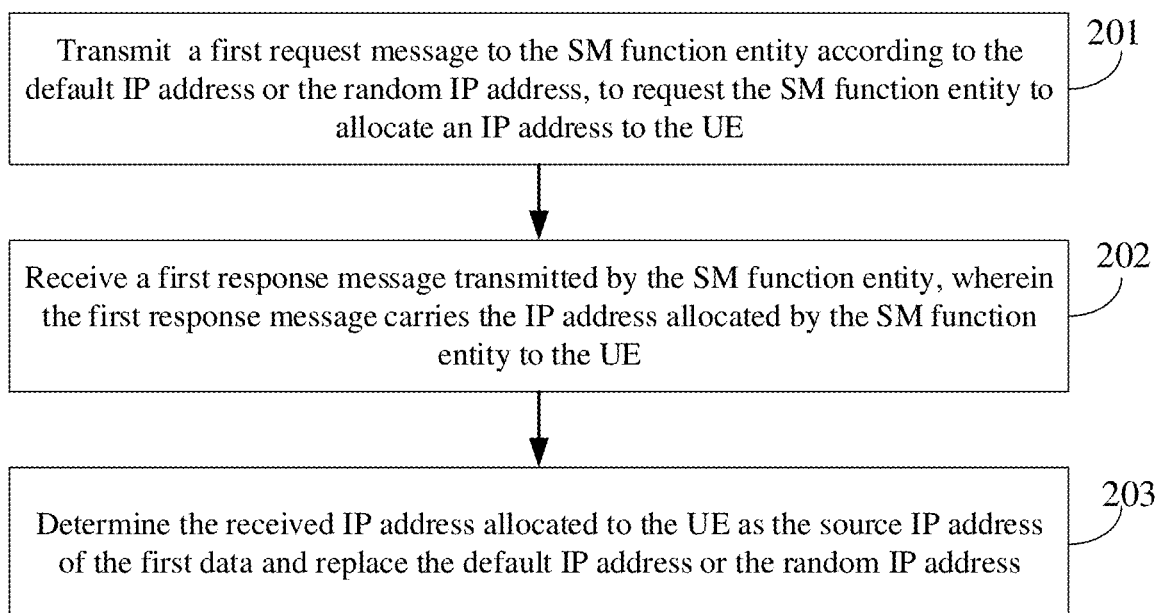 Transmit a first request message to the SM function entity according to the
default IP address or the random IP address, to request the SM function entity to
allocate an IP address to the UE
201
Receive a first response message transmitted by the SM function entity, wherein
the first response message carries the IP address allocated by the SM function
entity to the UE
202
Determine the received IP address allocated to the UE as the source IP address
of the first data and replace the default IP address or the random IP address
203